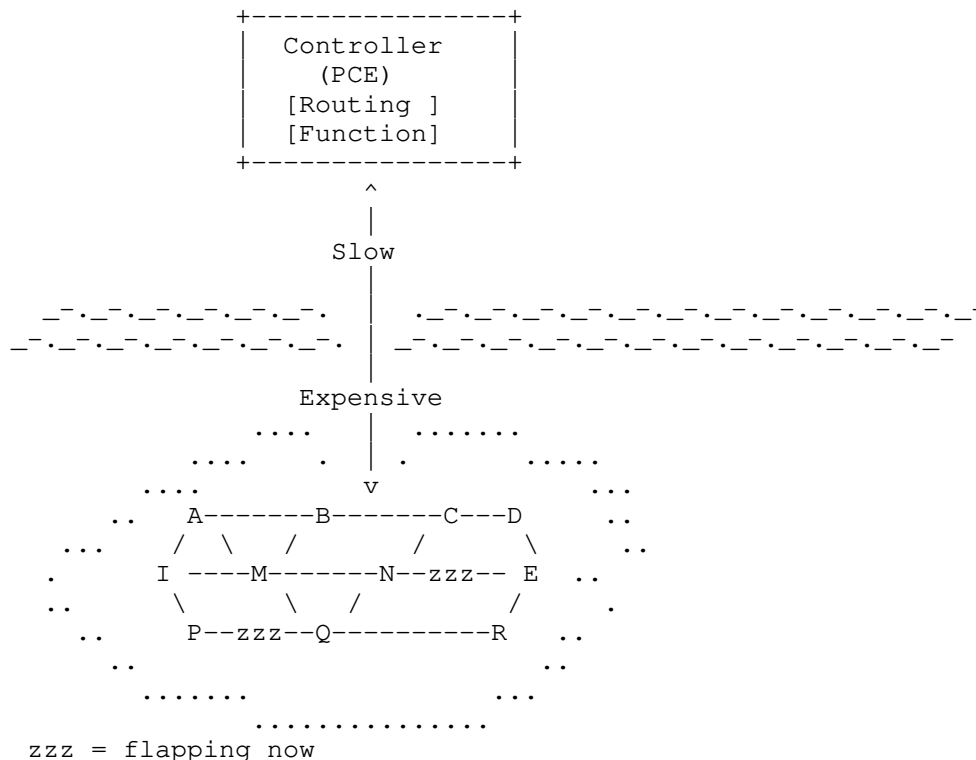 Controller
(PCE)
[Routing ]
[Function]
Slow
Expensive
A-------B-------C---D
I ----M-------N--zzz-- E
P--zzz--Q----------R
zzz = flapping now